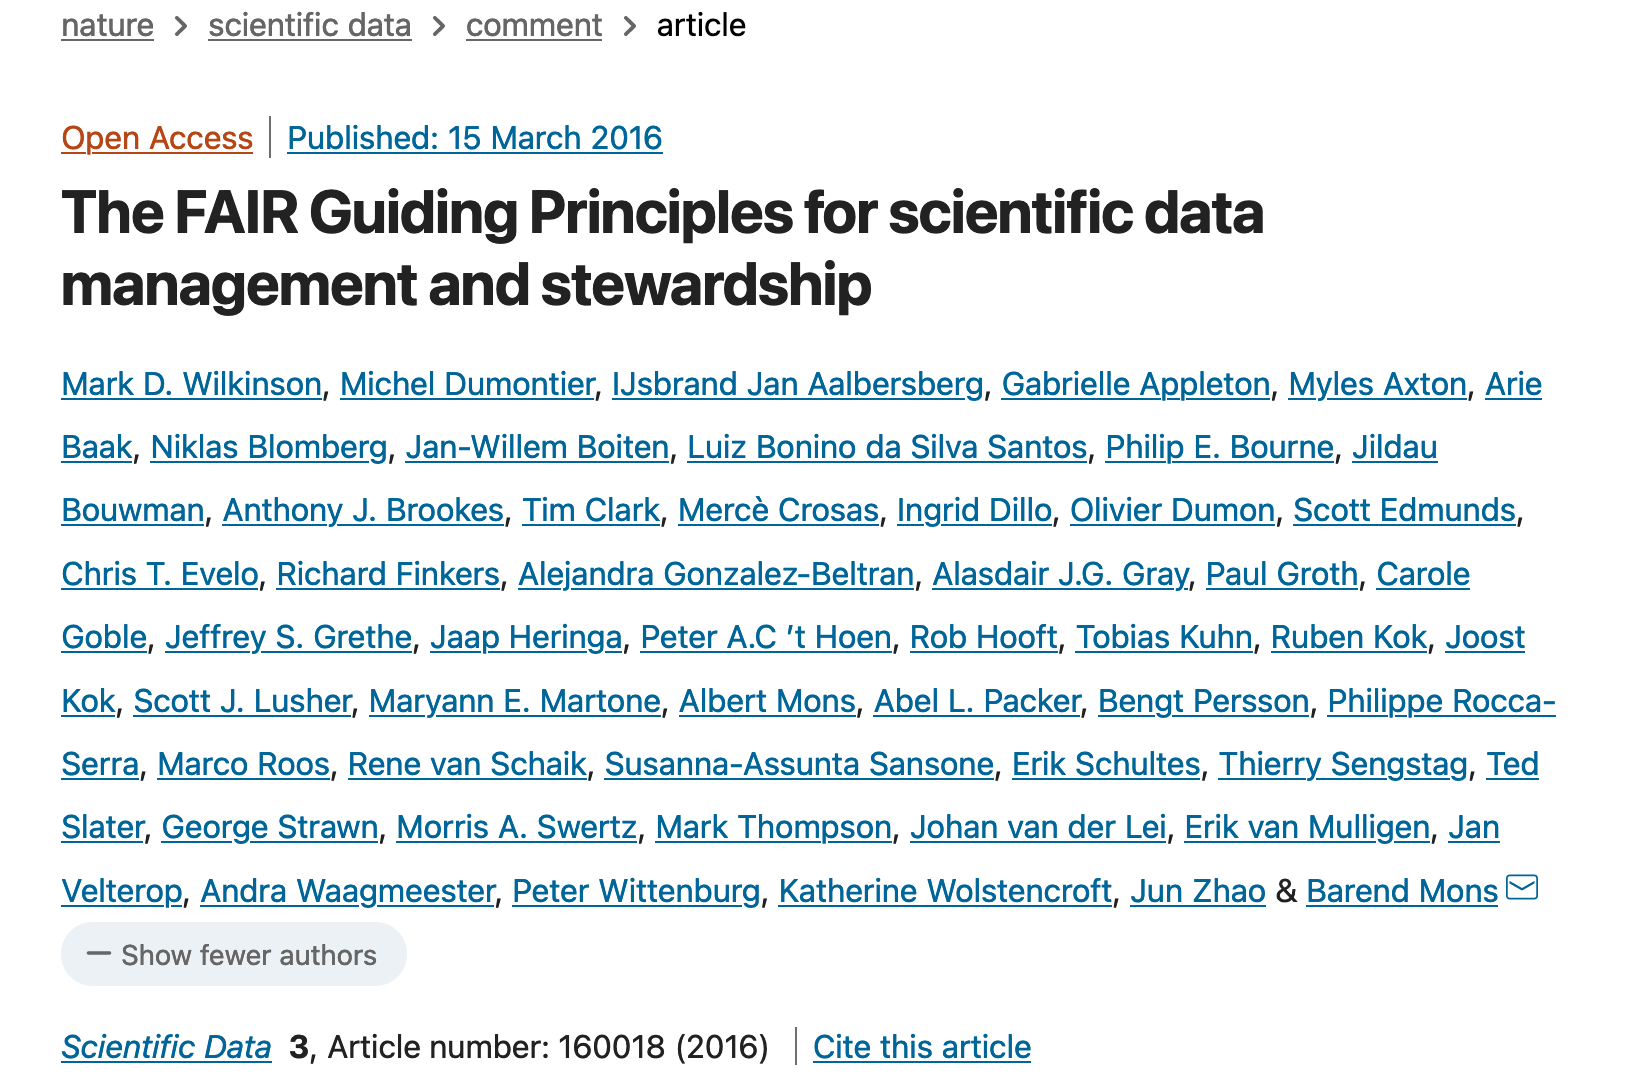 nature > scientific data > comment > article
Open Access | Published: 15 March 2016
The FAIR Guiding Principles for scientific data
management and stewardship
Mark D. Wilkinson, Michel Dumontier, IJsbrand Jan Aalbersberg, Gabrielle Appleton, Myles Axton, Arie
Baak, Niklas Blomberg, Jan-Willem Boiten, Luiz Bonino da Silva Santos, Philip E. Bourne, Jildau
Bouwman, Anthony J. Brookes, Tim Clark, Mercè Crosas, Ingrid Dillo, Olivier Dumon, Scott Edmunds,
Chris T. Evelo, Richard Finkers, Alejandra Gonzalez-Beltran, Alasdair J.G. Gray, Paul Groth, Carole
Goble, Jeffrey S. Grethe, Jaap Heringa, Peter A.C ’t Hoen, Rob Hooft, Tobias Kuhn, Ruben Kok, Joost
Kok, Scott J. Lusher, Maryann E. Martone, Albert Mons, Abel L. Packer, Bengt Persson, Philippe Rocca-
Serra, Marco Roos, Rene van Schaik, Susanna-Assunta Sansone, Erik Schultes, Thierry Sengstag, Ted
Slater, George Strawn, Morris A. Swertz, Mark Thompson, Johan van der Lei, Erik van Mulligen, Jan
Velterop, Andra Waagmeester, Peter Wittenburg, Katherine Wolstencroft, Jun Zhao & Barend Mons
— Show fewer authors
Scientific Data 3, Article number: 160018 (2016) | Cite this article